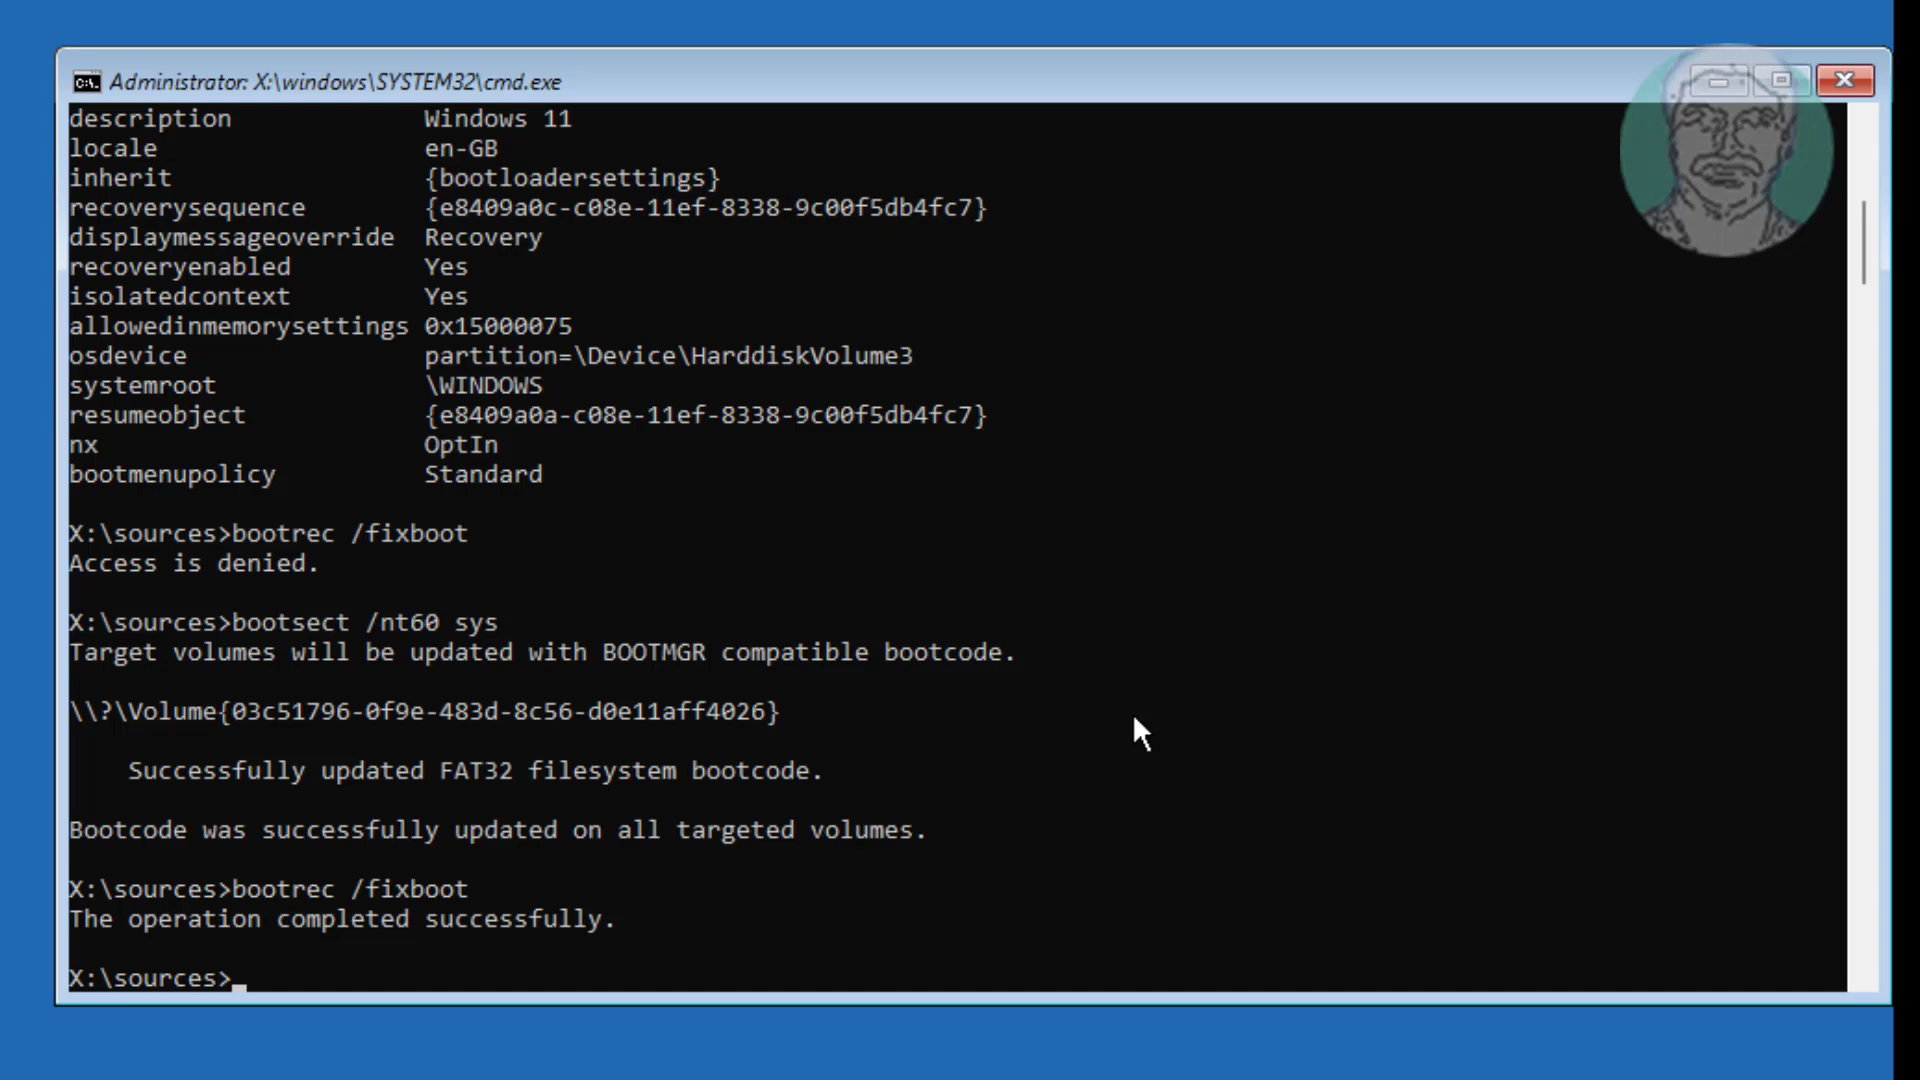 Administrator: X:\windows\SYSTEM32\cmd.exe
description Windows 11
locale en-GB
inherit {bootloadersettings}
recoverysequence {e8409a0c-c08e-11ef-8338-9c00f5db4fc7}
displaymessageoverride Recovery
recoveryenabled Yes
isolatedcontext Yes
allowedinmemorysettings 0x15000075
osdevice partition=\Device\HarddiskVolume3
systemroot \WINDOWS
resumeobject {e8409a0a-c08e-11ef-8338-9c00f5db4fc7}
nx OptIn
bootmenupolicy Standard
X:\sources>bootrec /fixboot
Access is denied.
X:\sources>bootsect /nt60 sys
Target volumes will be updated with BOOTMGR compatible bootcode.
\\?\Volume{03c51796-0f9e-483d-8c56-d0e11aff4026}
Successfully updated FAT32 filesystem bootcode.
Bootcode was successfully updated on all targeted volumes.
X:\sources>bootrec /fixboot
The operation completed successfully.
X:\sources>